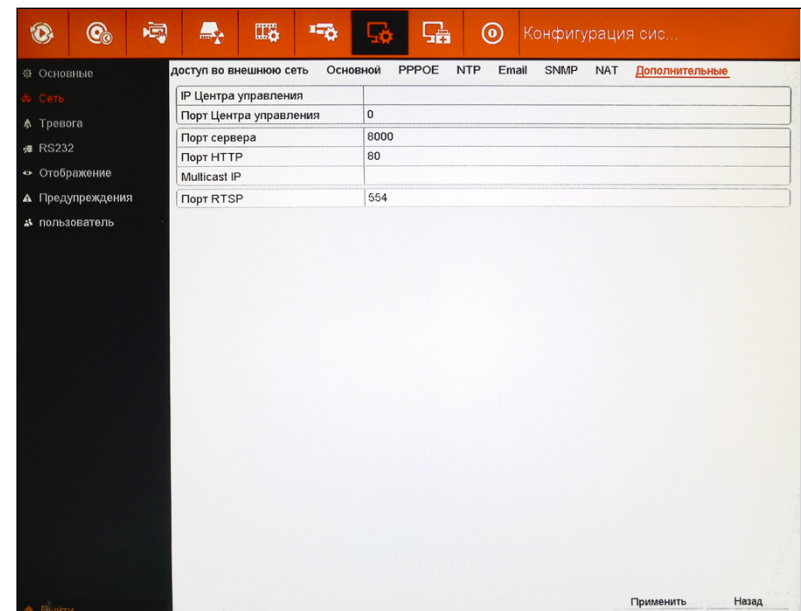 Конфигурация сис...
доступ во внешнюю сеть Основной PPPOE NTP Email SNMP NAT Дополнительные
Основные
Сеть
Тревога
RS232
Отображение
Предупреждения
пользователь
IP Центра управления
Порт Центра управления 0
Порт сервера 8000
Порт HTTP 80
Multicast IP
Порт RTSP 554
Применить Назад
Выйти